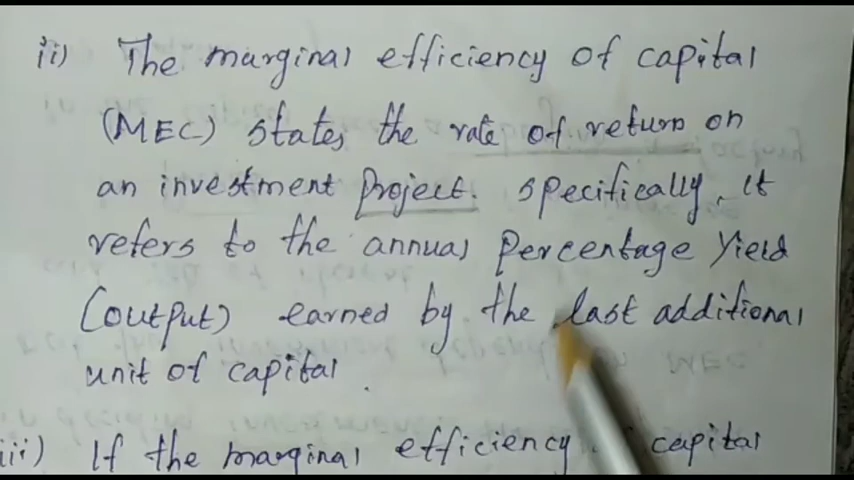 ii) The marginal efficiency of capital
(MEC) states the rate of return on
an investment project. Specifically, it
refers to the annual percentage Yield
(output) earned by the last additional
unit of capital.
iii) If the marginal efficiency of capital